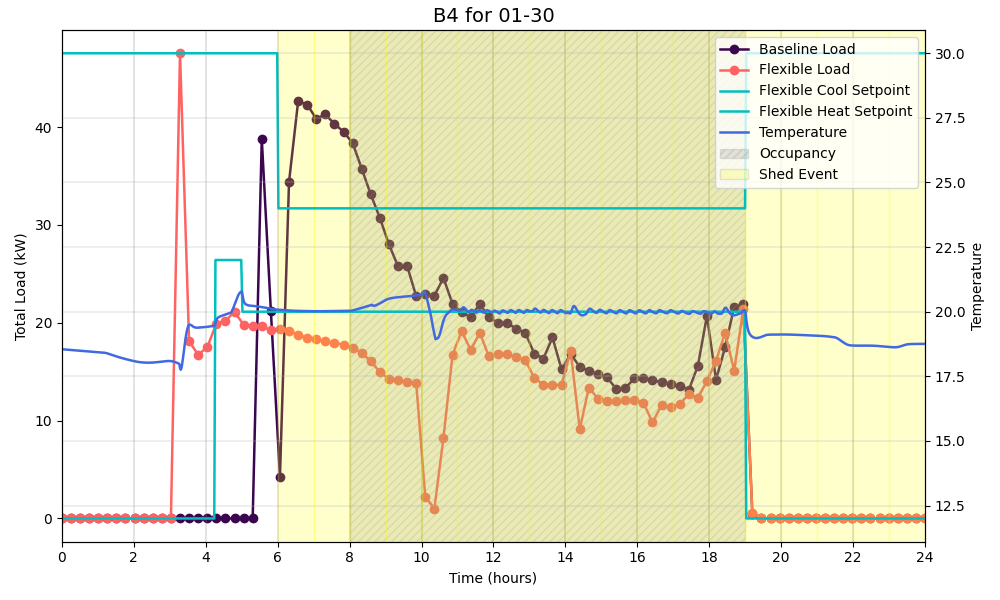 B4 for 01-30
Baseline Load
Flexible Load
Flexible Cool Setpoint
Flexible Heat Setpoint
Temperature
Occupancy
Shed Event
Total Load (kW)
40
30
20
10
0
30.0
27.5
25.0
22.5
20.0
17.5
15.0
12.5
Temperature
0 2 4 6 8 10 12 14 16 18 20 22 24
Time (hours)